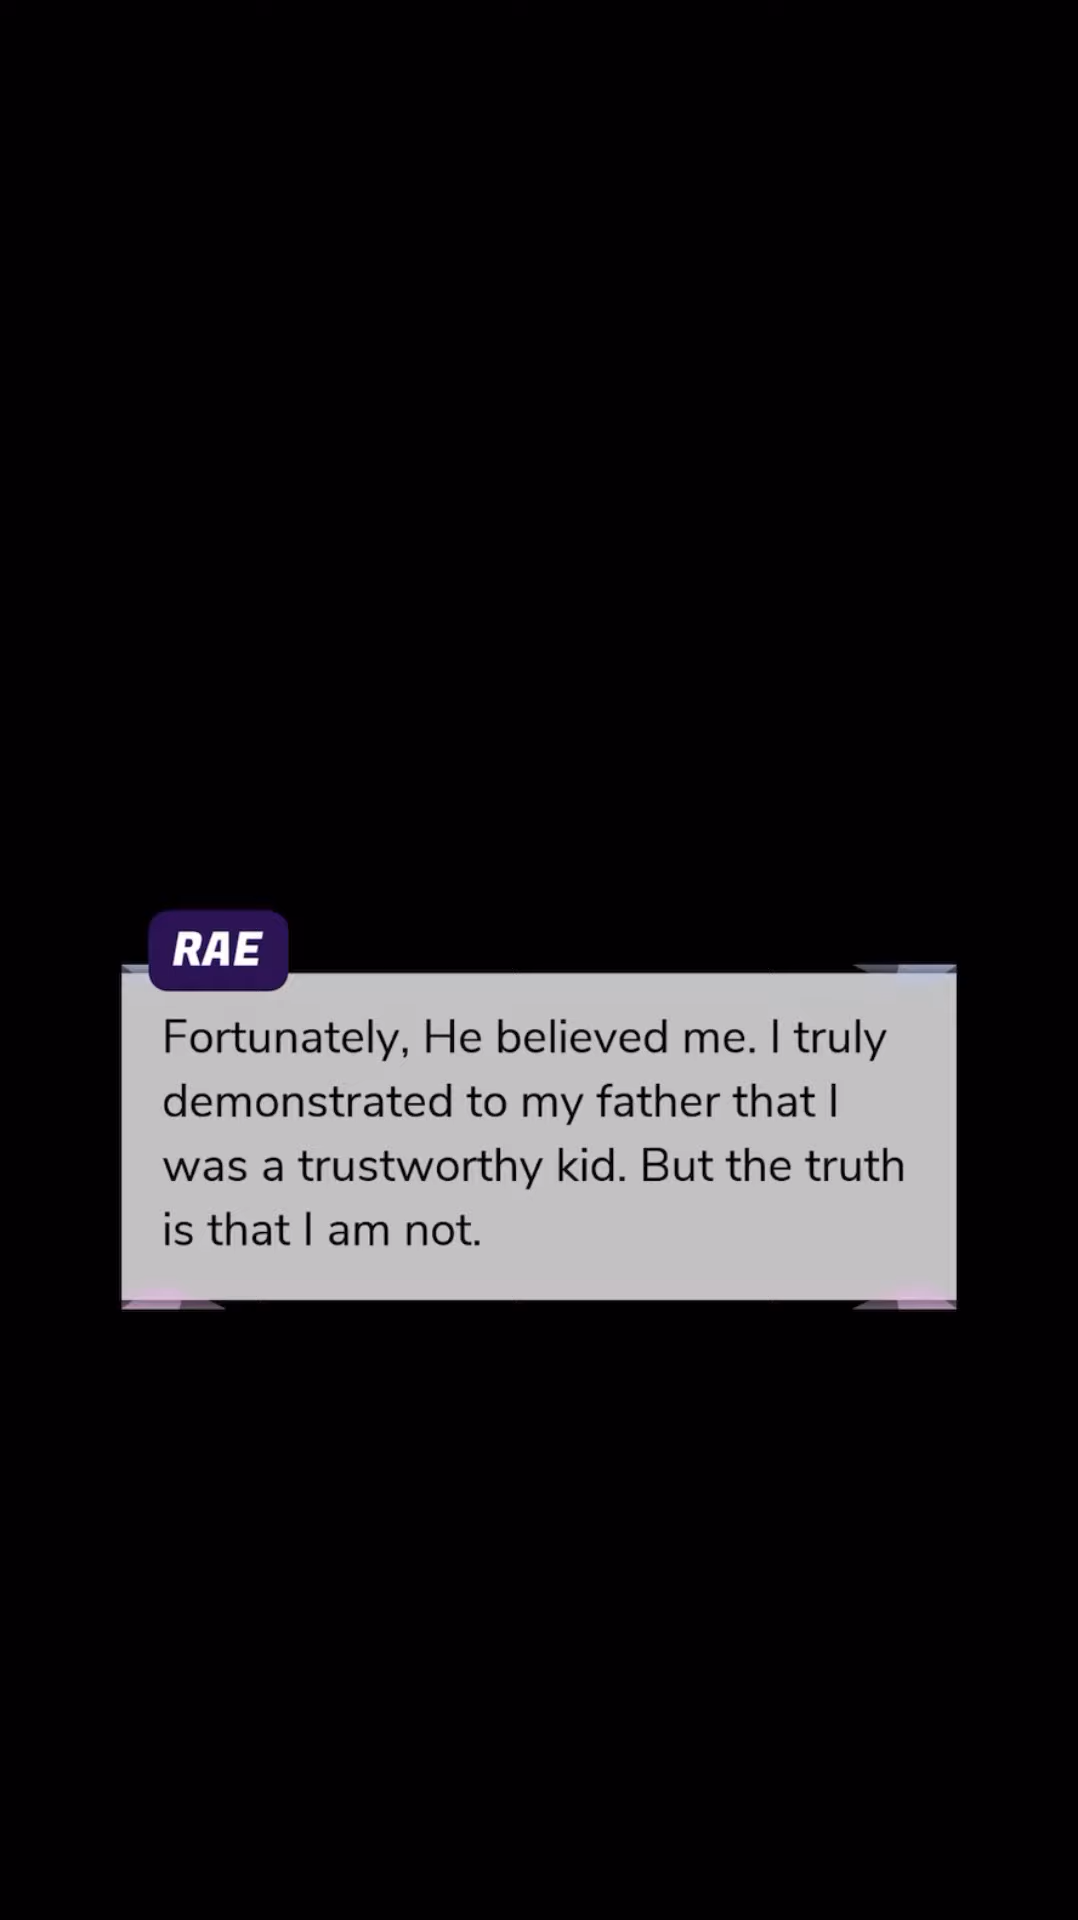 RAE
Fortunately, He believed me. I truly
demonstrated to my father that I
was a trustworthy kid. But the truth
is that I am not.